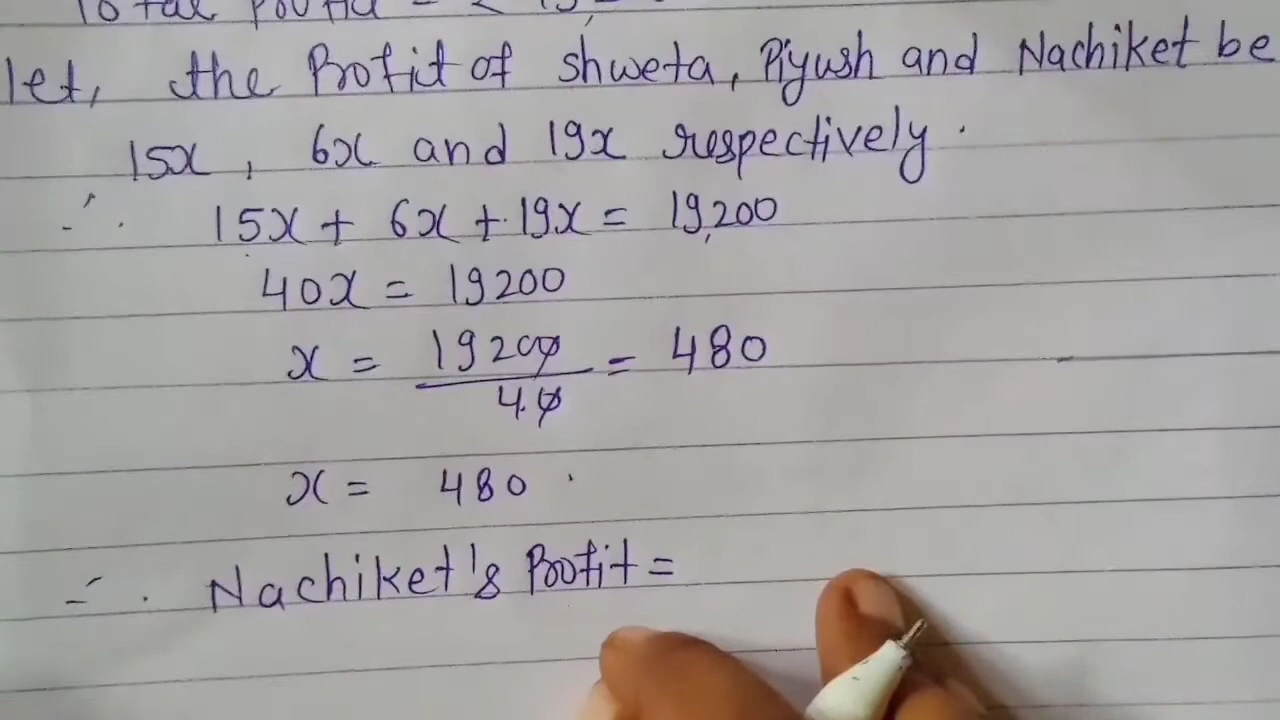 Total
let, the Profit of shweta, Piyush and Nachiket be
15x, 6x and 19x respectively.
∴ 15x + 6x + 19x = 19,200
40x = 19200
x = 19200/40 = 480
x = 480
∴ Nachiket's Profit =